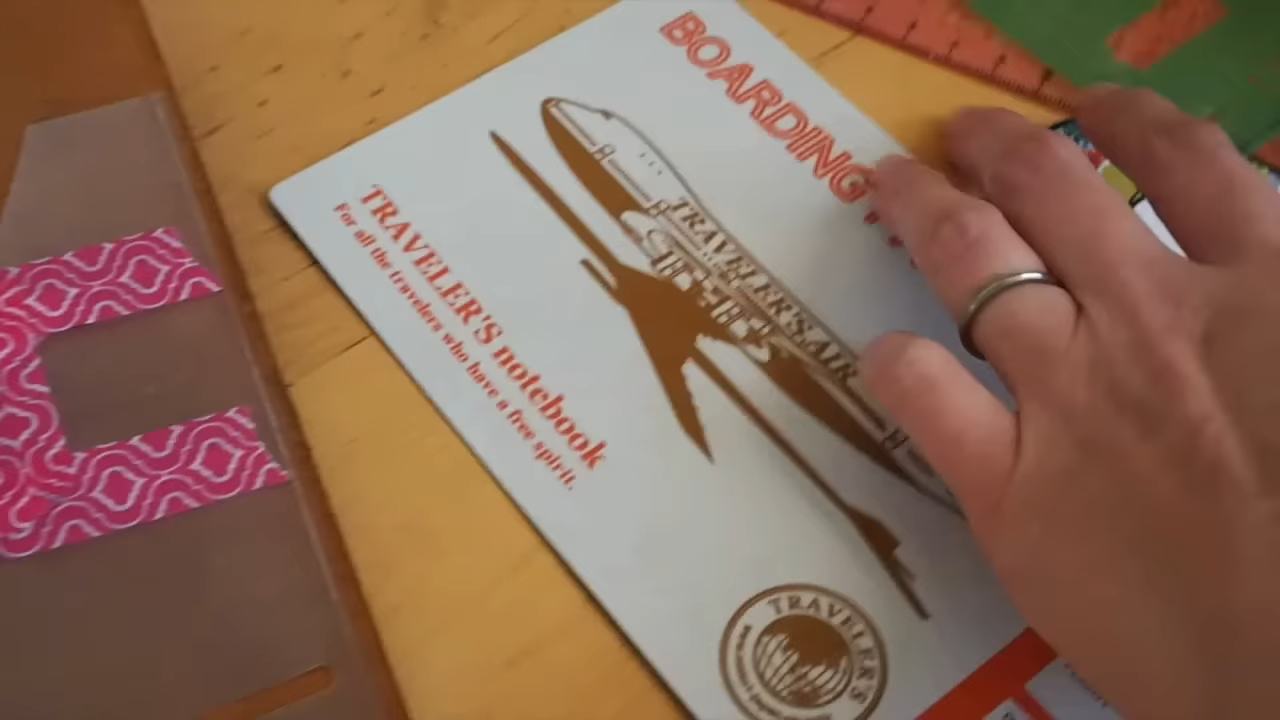 BOARDING
TRAVELER'S AIR
TRAVELER'S notebook
For all the travelers who have a free spirit.
TRAVELER'S